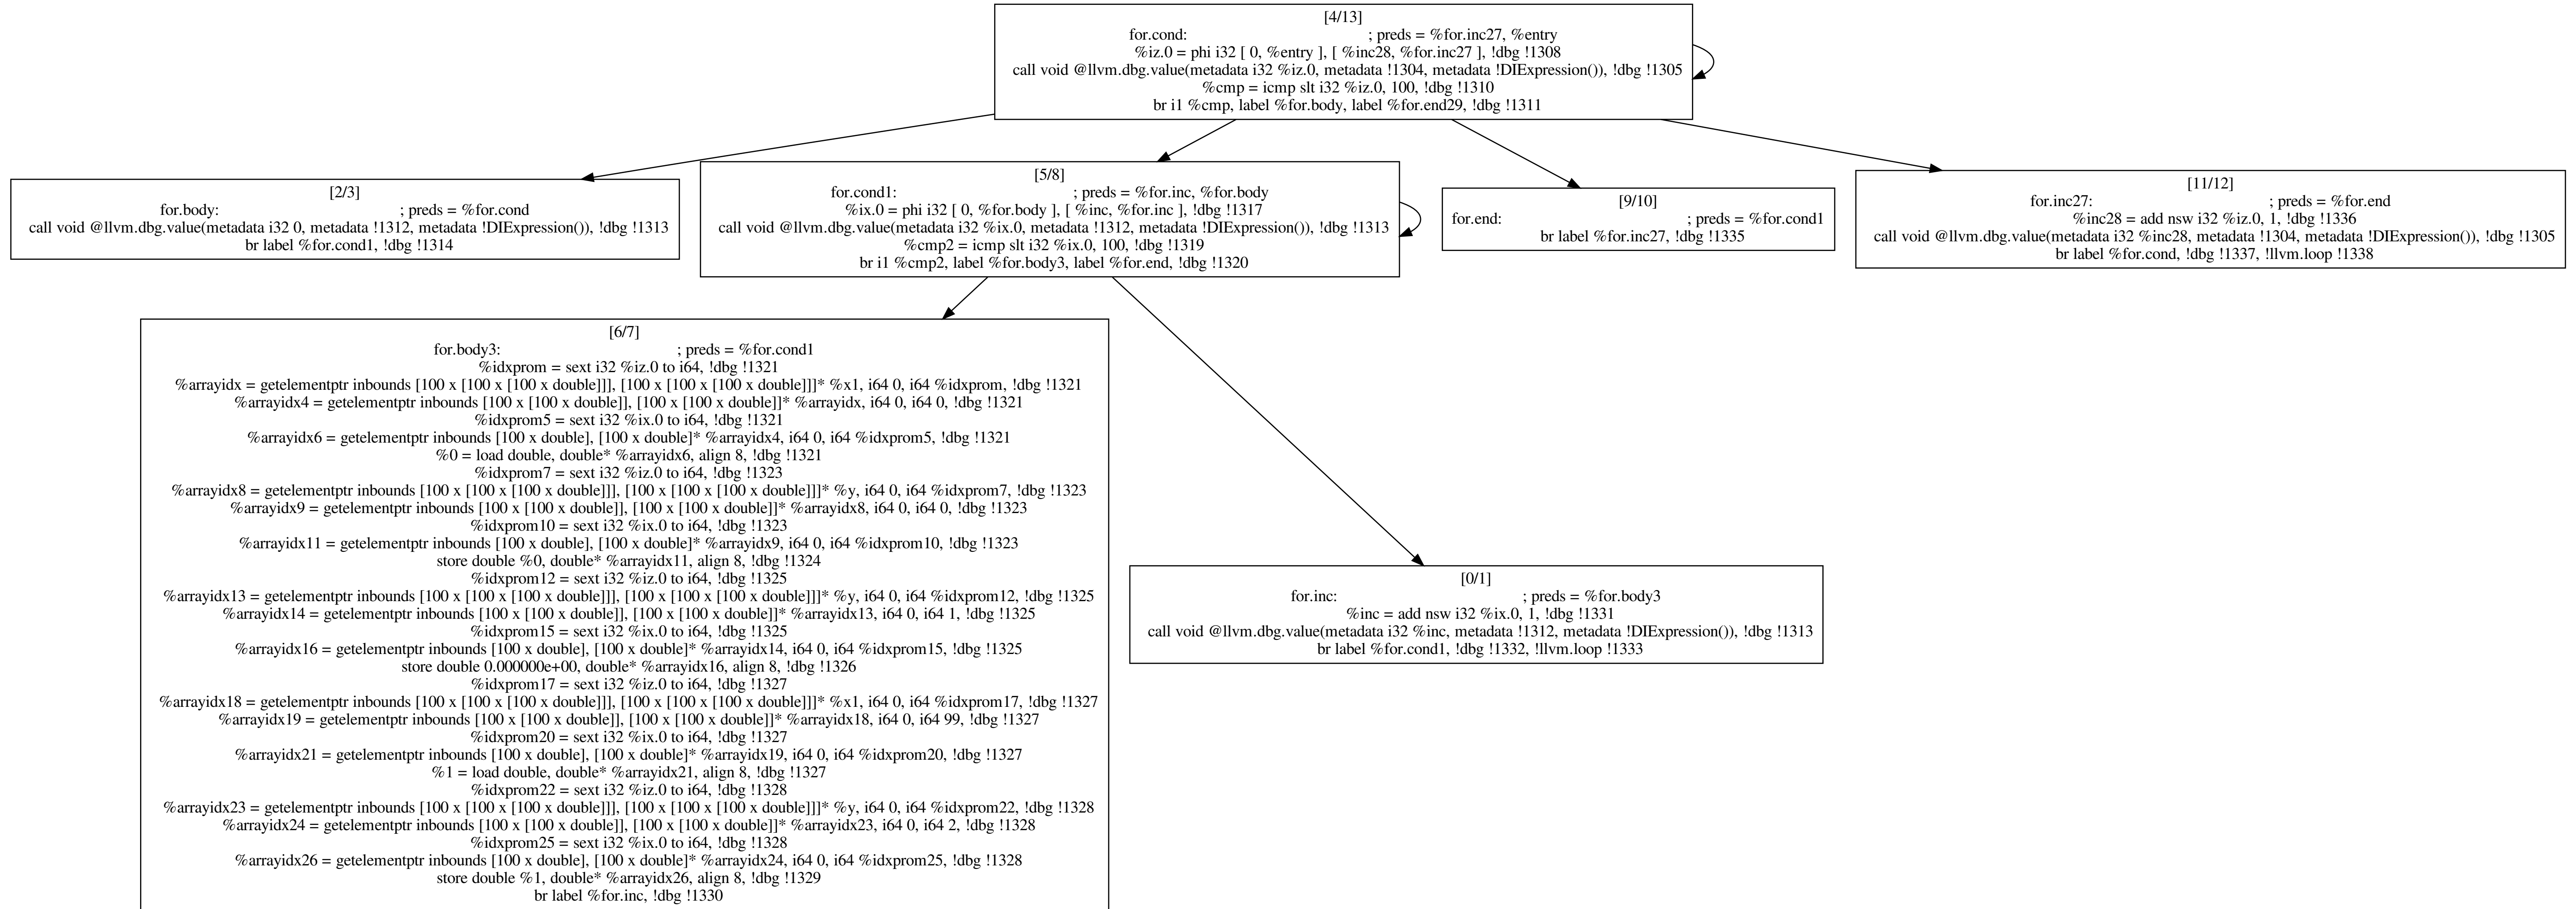 [4/13]
for.cond: ; preds = %for.inc27, %entry
%iz.0 = phi i32 [ 0, %entry ], [ %inc28, %for.inc27 ], !dbg !1308
call void @llvm.dbg.value(metadata i32 %iz.0, metadata !1304, metadata !DIExpression()), !dbg !1305
%cmp = icmp slt i32 %iz.0, 100, !dbg !1310
br i1 %cmp, label %for.body, label %for.end29, !dbg !1311
[2/3]
for.body: ; preds = %for.cond
call void @llvm.dbg.value(metadata i32 0, metadata !1312, metadata !DIExpression()), !dbg !1313
br label %for.cond1, !dbg !1314
[5/8]
for.cond1: ; preds = %for.inc, %for.body
%ix.0 = phi i32 [ 0, %for.body ], [ %inc, %for.inc ], !dbg !1317
call void @llvm.dbg.value(metadata i32 %ix.0, metadata !1312, metadata !DIExpression()), !dbg !1313
%cmp2 = icmp slt i32 %ix.0, 100, !dbg !1319
br i1 %cmp2, label %for.body3, label %for.end, !dbg !1320
[9/10]
for.end: ; preds = %for.cond1
br label %for.inc27, !dbg !1335
[11/12]
for.inc27: ; preds = %for.end
%inc28 = add nsw i32 %iz.0, 1, !dbg !1336
call void @llvm.dbg.value(metadata i32 %inc28, metadata !1304, metadata !DIExpression()), !dbg !1305
br label %for.cond, !dbg !1337, !llvm.loop !1338
[6/7]
for.body3: ; preds = %for.cond1
%idxprom = sext i32 %iz.0 to i64, !dbg !1321
%arrayidx = getelementptr inbounds [100 x [100 x [100 x double]]], [100 x [100 x [100 x double]]]* %x1, i64 0, i64 %idxprom, !dbg !1321
%arrayidx4 = getelementptr inbounds [100 x [100 x double]], [100 x [100 x double]]* %arrayidx, i64 0, i64 0, !dbg !1321
%idxprom5 = sext i32 %ix.0 to i64, !dbg !1321
%arrayidx6 = getelementptr inbounds [100 x double], [100 x double]* %arrayidx4, i64 0, i64 %idxprom5, !dbg !1321
%0 = load double, double* %arrayidx6, align 8, !dbg !1321
%idxprom7 = sext i32 %iz.0 to i64, !dbg !1323
%arrayidx8 = getelementptr inbounds [100 x [100 x [100 x double]]], [100 x [100 x [100 x double]]]* %y, i64 0, i64 %idxprom7, !dbg !1323
%arrayidx9 = getelementptr inbounds [100 x [100 x double]], [100 x [100 x double]]* %arrayidx8, i64 0, i64 0, !dbg !1323
%idxprom10 = sext i32 %ix.0 to i64, !dbg !1323
%arrayidx11 = getelementptr inbounds [100 x double], [100 x double]* %arrayidx9, i64 0, i64 %idxprom10, !dbg !1323
store double %0, double* %arrayidx11, align 8, !dbg !1324
%idxprom12 = sext i32 %iz.0 to i64, !dbg !1325
%arrayidx13 = getelementptr inbounds [100 x [100 x [100 x double]]], [100 x [100 x [100 x double]]]* %y, i64 0, i64 %idxprom12, !dbg !1325
%arrayidx14 = getelementptr inbounds [100 x [100 x double]], [100 x [100 x double]]* %arrayidx13, i64 0, i64 1, !dbg !1325
%idxprom15 = sext i32 %ix.0 to i64, !dbg !1325
%arrayidx16 = getelementptr inbounds [100 x double], [100 x double]* %arrayidx14, i64 0, i64 %idxprom15, !dbg !1325
store double 0.000000e+00, double* %arrayidx16, align 8, !dbg !1326
%idxprom17 = sext i32 %iz.0 to i64, !dbg !1327
%arrayidx18 = getelementptr inbounds [100 x [100 x [100 x double]]], [100 x [100 x [100 x double]]]* %x1, i64 0, i64 %idxprom17, !dbg !1327
%arrayidx19 = getelementptr inbounds [100 x [100 x double]], [100 x [100 x double]]* %arrayidx18, i64 0, i64 99, !dbg !1327
%idxprom20 = sext i32 %ix.0 to i64, !dbg !1327
%arrayidx21 = getelementptr inbounds [100 x double], [100 x double]* %arrayidx19, i64 0, i64 %idxprom20, !dbg !1327
%1 = load double, double* %arrayidx21, align 8, !dbg !1327
%idxprom22 = sext i32 %iz.0 to i64, !dbg !1328
%arrayidx23 = getelementptr inbounds [100 x [100 x [100 x double]]], [100 x [100 x [100 x double]]]* %y, i64 0, i64 %idxprom22, !dbg !1328
%arrayidx24 = getelementptr inbounds [100 x [100 x double]], [100 x [100 x double]]* %arrayidx23, i64 0, i64 2, !dbg !1328
%idxprom25 = sext i32 %ix.0 to i64, !dbg !1328
%arrayidx26 = getelementptr inbounds [100 x double], [100 x double]* %arrayidx24, i64 0, i64 %idxprom25, !dbg !1328
store double %1, double* %arrayidx26, align 8, !dbg !1329
br label %for.inc, !dbg !1330
[0/1]
for.inc: ; preds = %for.body3
%inc = add nsw i32 %ix.0, 1, !dbg !1331
call void @llvm.dbg.value(metadata i32 %inc, metadata !1312, metadata !DIExpression()), !dbg !1313
br label %for.cond1, !dbg !1332, !llvm.loop !1333